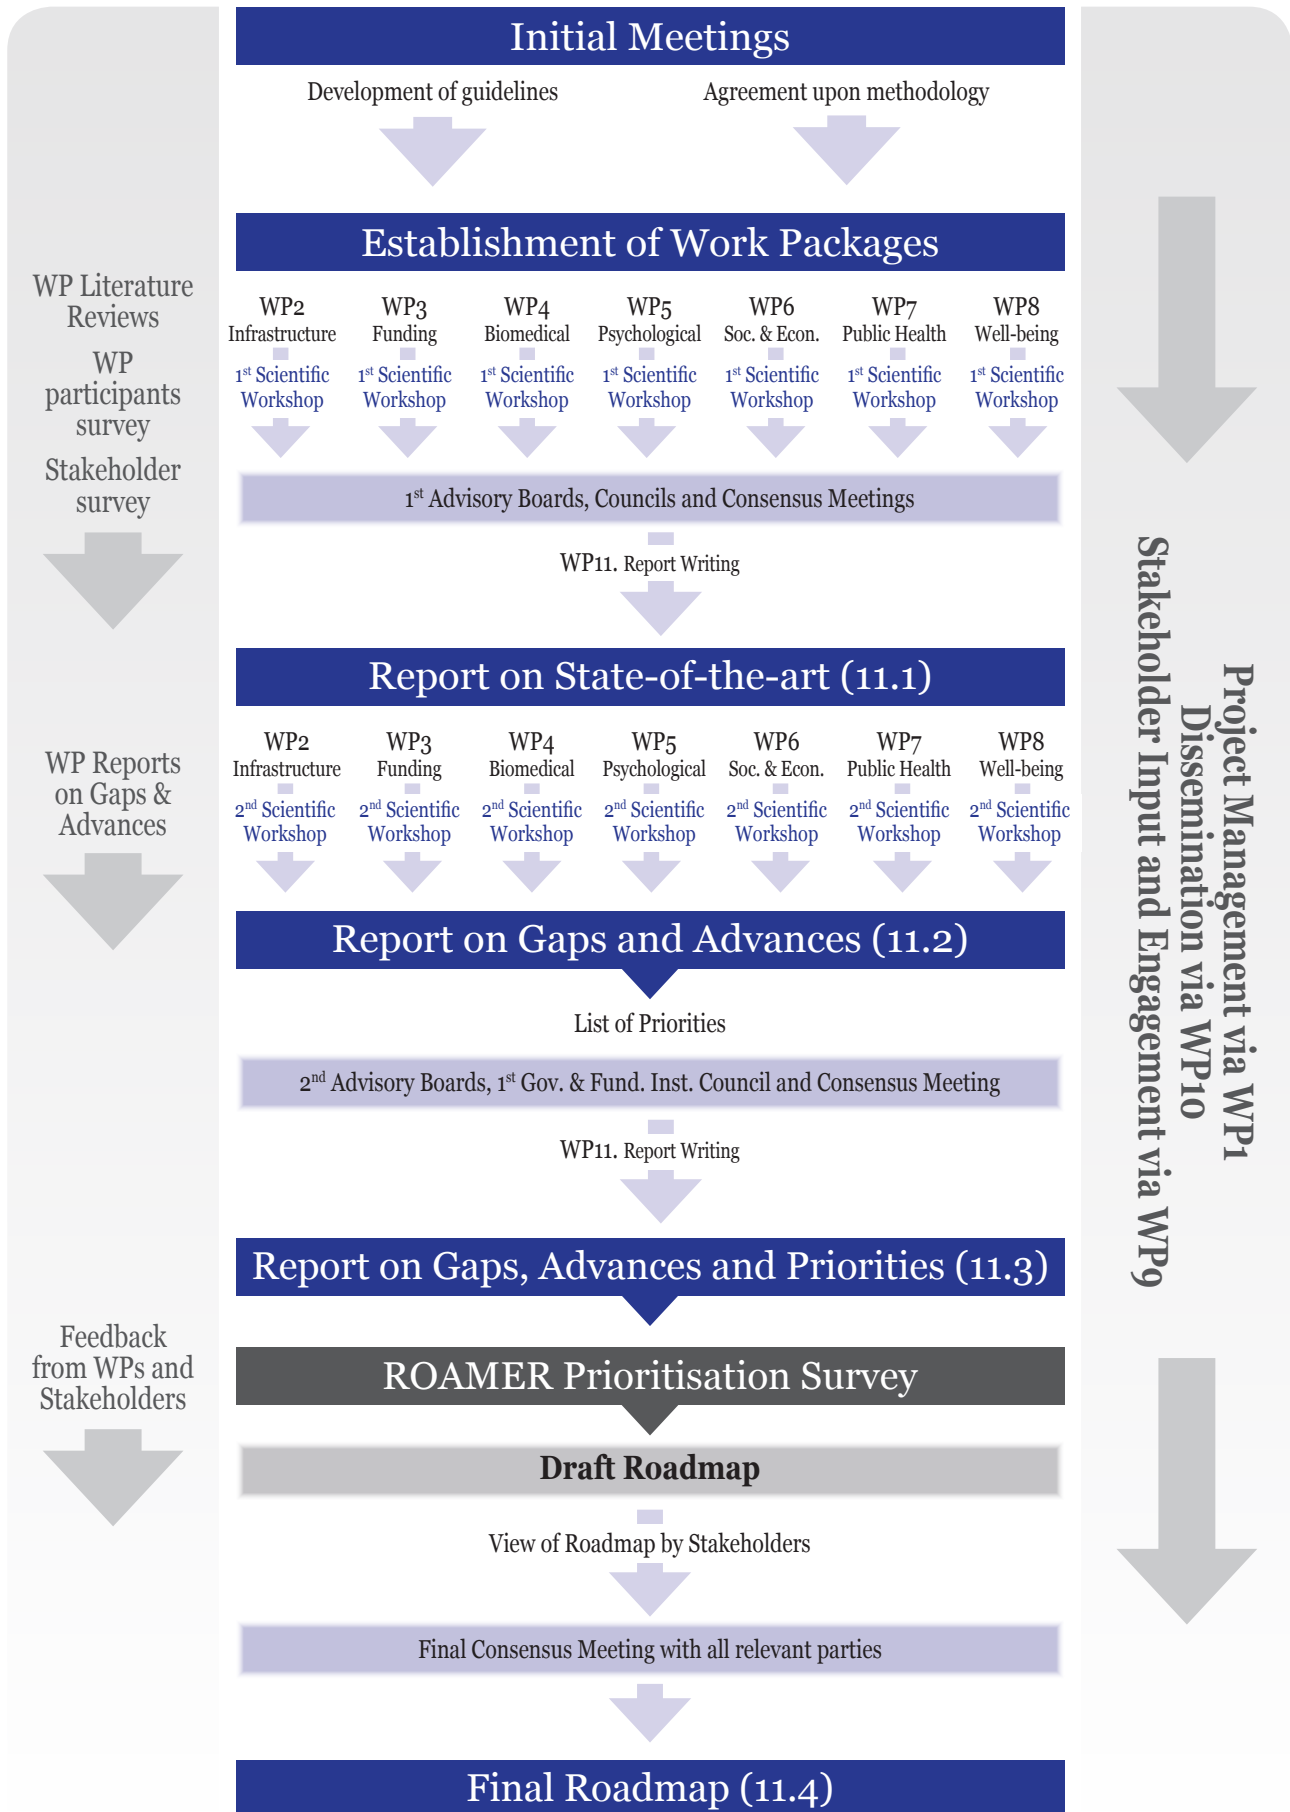 Initial Meetings
Development of guidelines
Agreement upon methodology
Establishment of Work Packages
WP Literature
Reviews
WP
participants
survey
Stakeholder
survey
WP2
Infrastructure
1st Scientific
Workshop
WP3
Funding
1st Scientific
Workshop
WP4
Biomedical
1st Scientific
Workshop
WP5
Psychological
1st Scientific
Workshop
WP6
Soc. & Econ.
1st Scientific
Workshop
WP7
Public Health
1st Scientific
Workshop
WP8
Well-being
1st Scientific
Workshop
1st Advisory Boards, Councils and Consensus Meetings
WP11. Report Writing
Report on State-of-the-art (11.1)
WP Reports
on Gaps &
Advances
WP2
Infrastructure
2nd Scientific
Workshop
WP3
Funding
2nd Scientific
Workshop
WP4
Biomedical
2nd Scientific
Workshop
WP5
Psychological
2nd Scientific
Workshop
WP6
Soc. & Econ.
2nd Scientific
Workshop
WP7
Public Health
2nd Scientific
Workshop
WP8
Well-being
2nd Scientific
Workshop
Report on Gaps and Advances (11.2)
List of Priorities
2nd Advisory Boards, 1st Gov. & Fund. Inst. Council and Consensus Meeting
WP11. Report Writing
Report on Gaps, Advances and Priorities (11.3)
Feedback
from WPs and
Stakeholders
ROAMER Prioritisation Survey
Draft Roadmap
View of Roadmap by Stakeholders
Final Consensus Meeting with all relevant parties
Final Roadmap (11.4)
Project Management via WP1
Dissemination via WP10
Stakeholder Input and Engagement via WP9